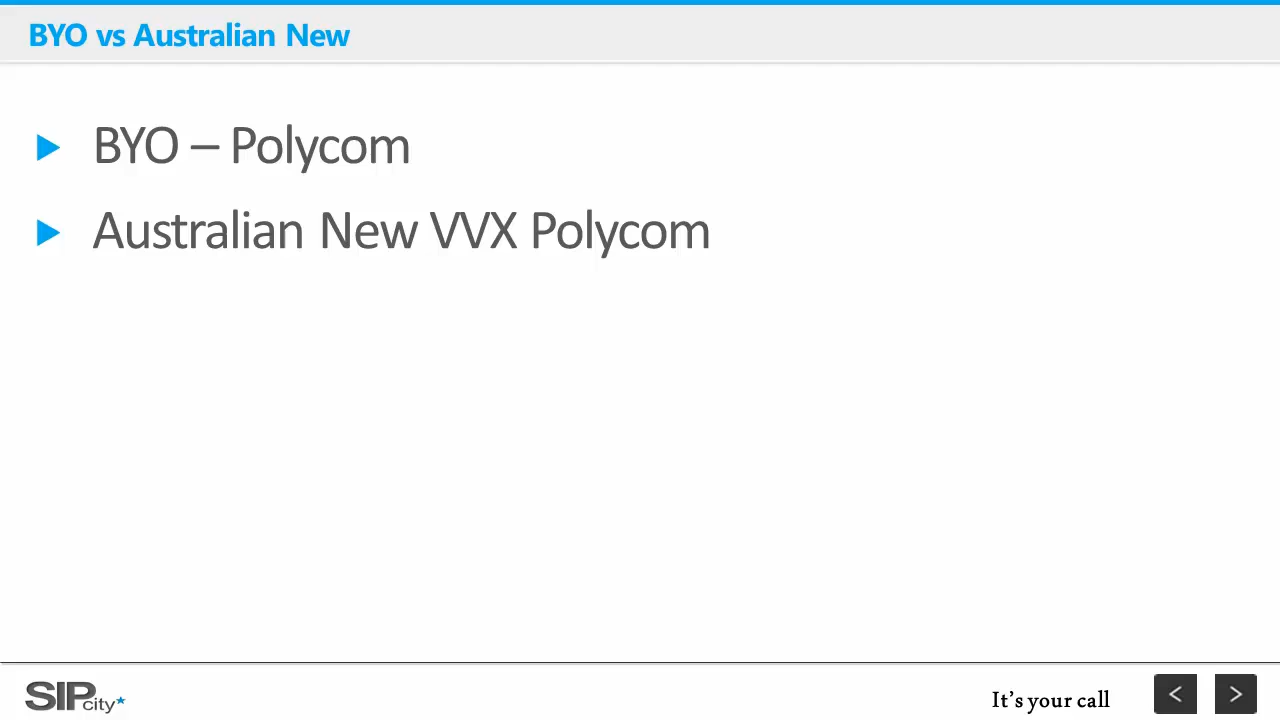 BYO vs Australian New
BYO – Polycom
Australian New VVX Polycom
SIPcity
It's your call